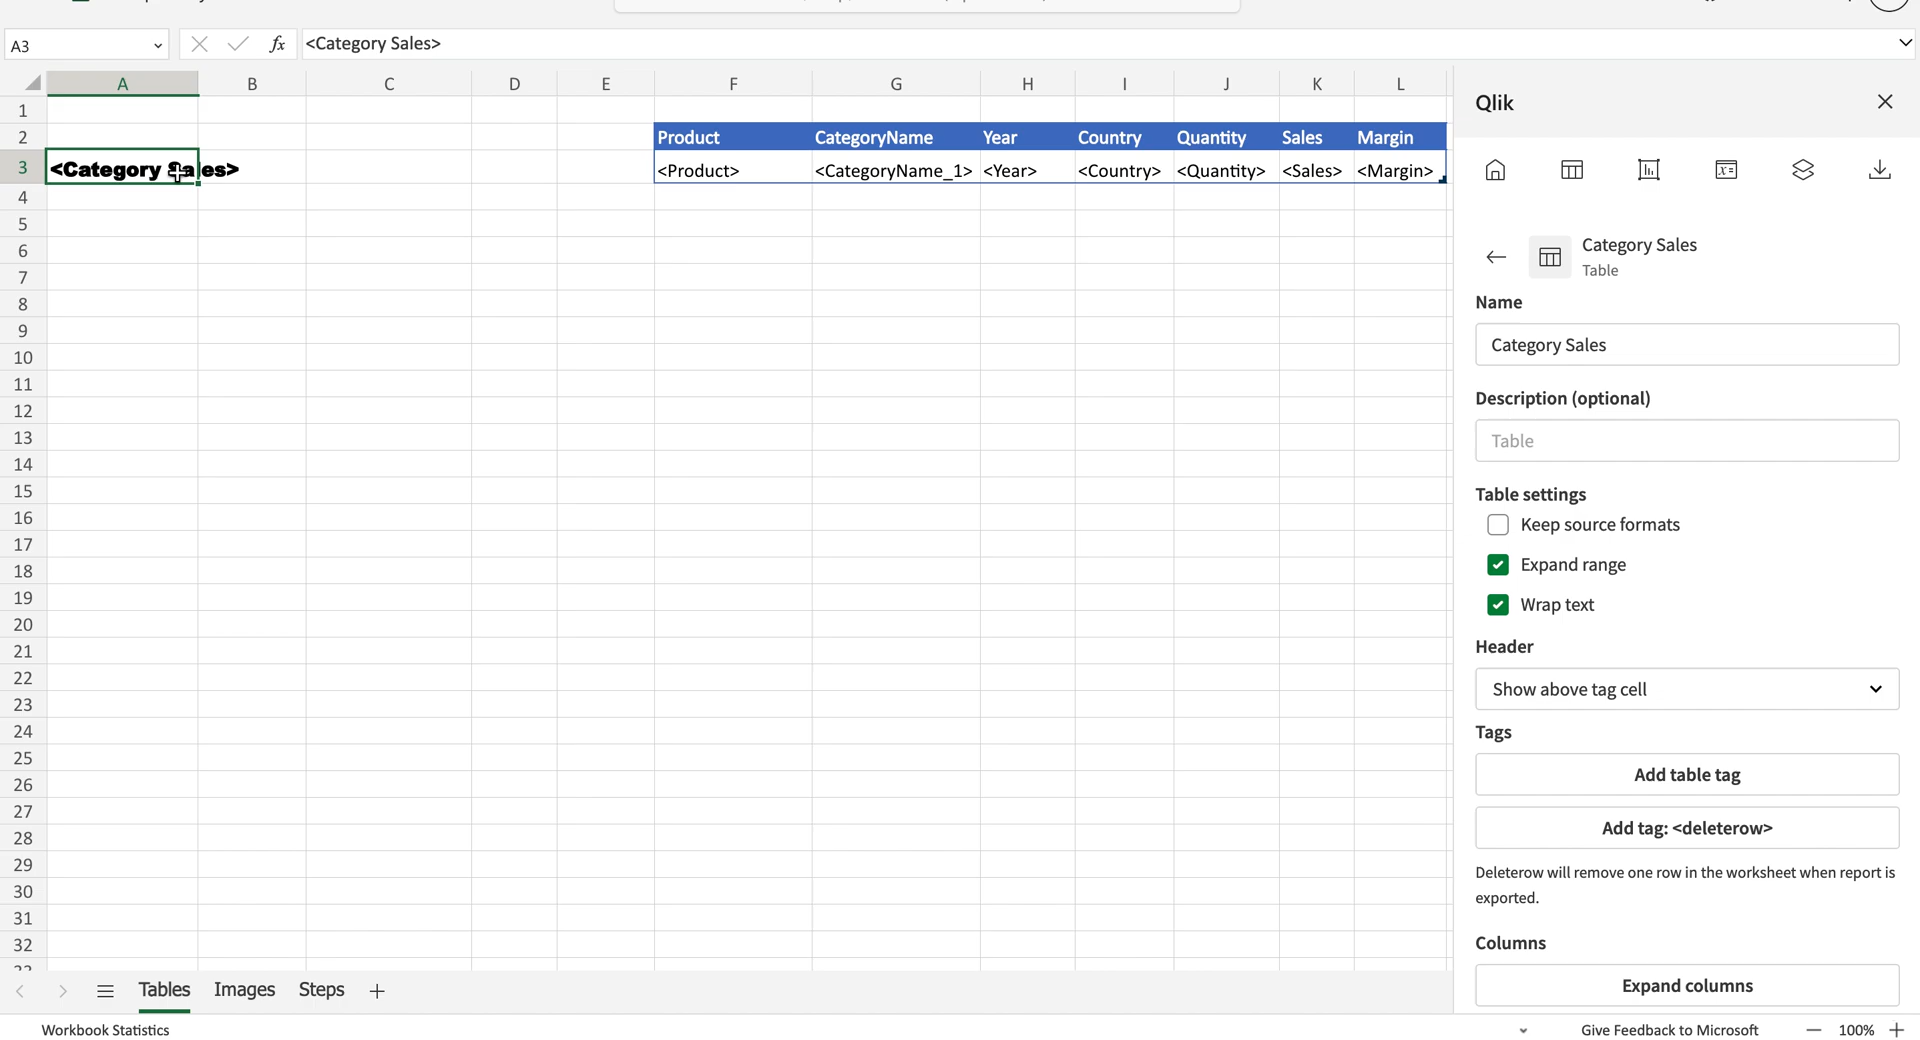 A3
fx
<Category Sales>
A B C D E F G H I J K L
1
2 Product CategoryName Year Country Quantity Sales Margin
3 <Category Sales> <Product> <CategoryName_1> <Year> <Country> <Quantity> <Sales> <Margin>
4
5
6
7
8
9
10
11
12
13
14
15
16
17
18
19
20
21
22
23
24
25
26
27
28
29
30
31
32
Tables Images Steps
Workbook Statistics
Give Feedback to Microsoft
100%
Qlik
Category Sales
Table
Name
Category Sales
Description (optional)
Table
Table settings
Keep source formats
Expand range
Wrap text
Header
Show above tag cell
Tags
Add table tag
Add tag: <deleterow>
Deleterow will remove one row in the worksheet when report is
exported.
Columns
Expand columns